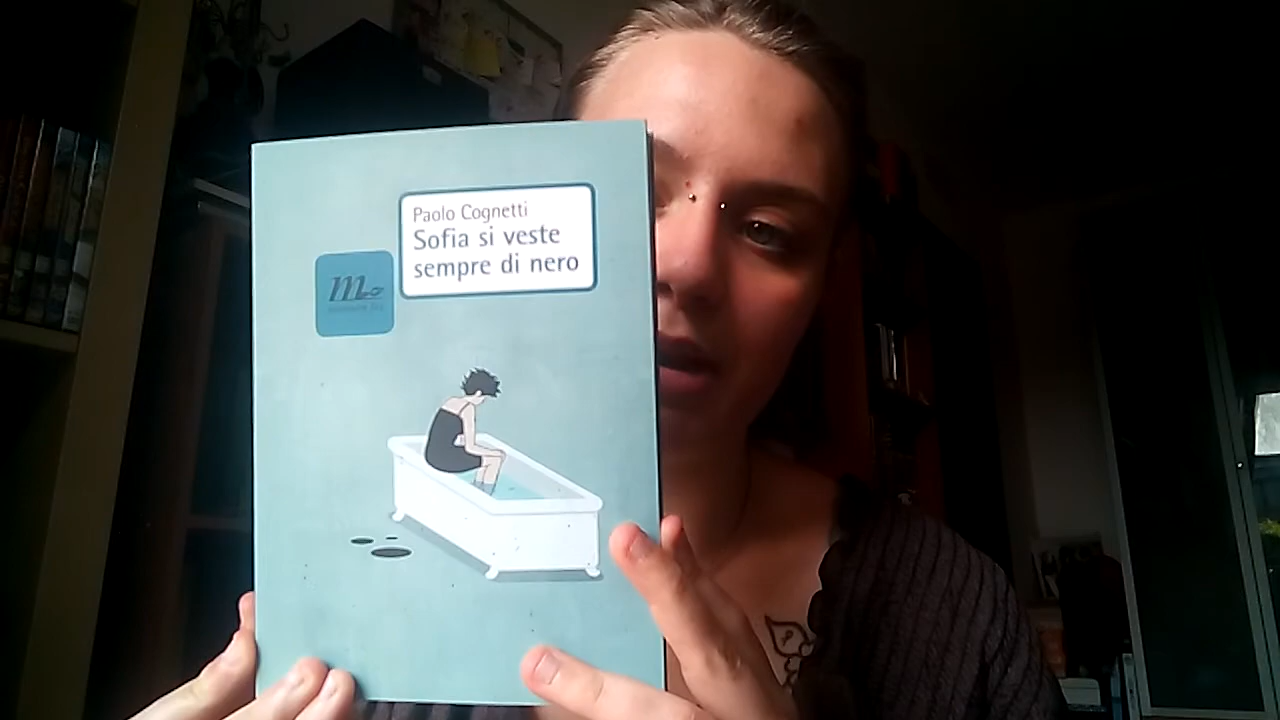 Paolo Cognetti
Sofia si veste
sempre di nero
m